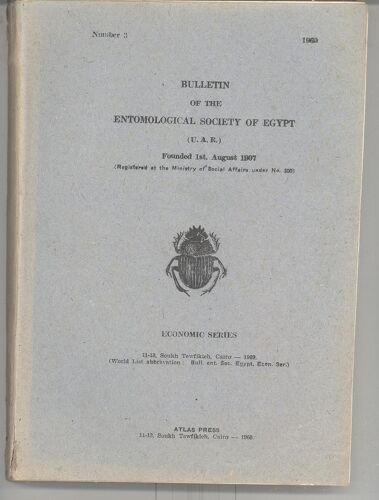 Number 3
1969
BULLETIN
OF THE
ENTOMOLOGICAL SOCIETY OF EGYPT
(U. A. R.)
Founded 1st. August 1907
(Registered at the Ministry of Social Affairs under No. 200)
ECONOMIC SERIES
11-13, Soukh Tewfikieh, Cairo — 1969.
(World List abbreviation : Bull. ent. Soc. Egypt, Econ. Ser.)
ATLAS PRESS
11-13, Soukh Tewfikieh, Cairo — 1969.